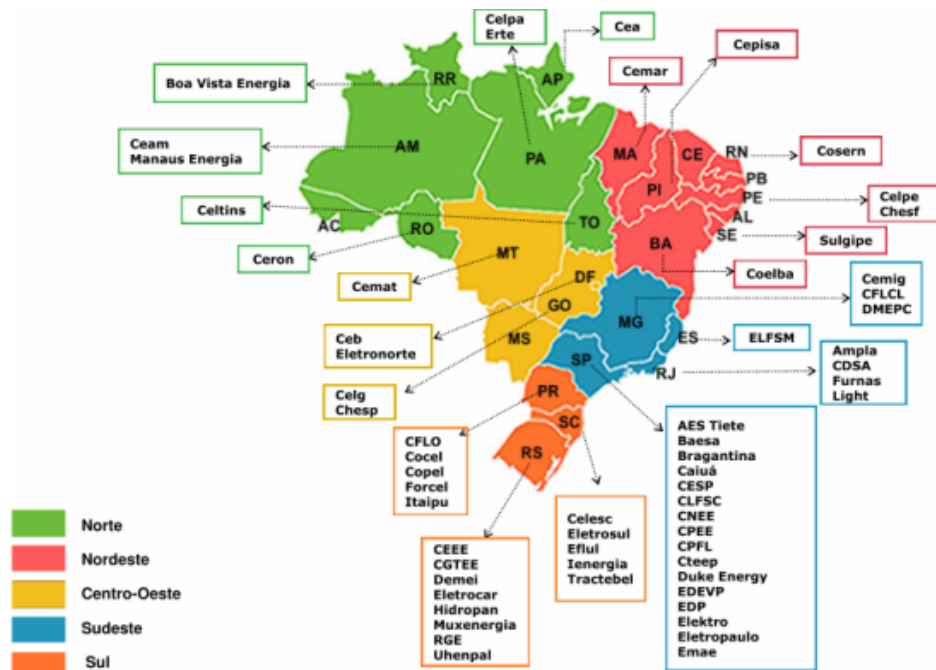 Celpa
Erte
Cea
Cepisa
Cemar
Boa Vista Energia
RR
AP
Ceam
Manaus Energia
AM
PA
MA
CE
RN
Cosern
PI
PB
PE
Celpe
Chesf
AL
Celtins
AC
RO
TO
SE
Sulgipe
BA
Ceron
MT
Coelba
Cemat
DF
GO
Cemig
CFLCL
DMEPC
MG
Ceb
Eletronorte
MS
ES
ELFSM
SP
RJ
Ampla
CDSA
Furnas
Light
Celg
Chesp
PR
SC
RS
CFLO
Cocel
Copel
Forcel
Itaipu
AES Tiete
Baesa
Bragantina
Caiuá
CESP
CLFSC
CNEE
CPEE
CPFL
Cteep
Duke Energy
EDEVP
EDP
Elektro
Eletropaulo
Emae
Celesc
Eletrosul
Eflul
Ienergia
Tractebel
CEEE
CGTEE
Demei
Eletrocar
Hidropan
Muxenergia
RGE
Uhenpal
Norte
Nordeste
Centro-Oeste
Sudeste
Sul